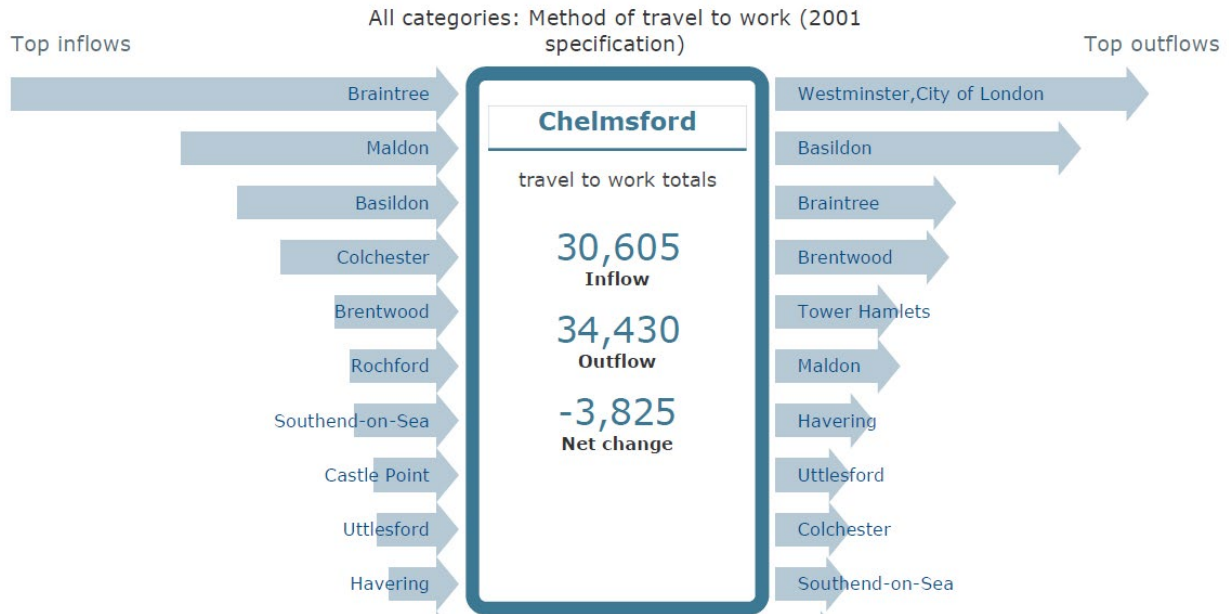 All categories: Method of travel to work (2001
specification)
Top inflows
Top outflows
Braintree
Maldon
Basildon
Colchester
Brentwood
Rochford
Southend-on-Sea
Castle Point
Uttlesford
Havering
Chelmsford
travel to work totals
30,605
Inflow
34,430
Outflow
-3,825
Net change
Westminster,City of London
Basildon
Braintree
Brentwood
Tower Hamlets
Maldon
Havering
Uttlesford
Colchester
Southend-on-Sea